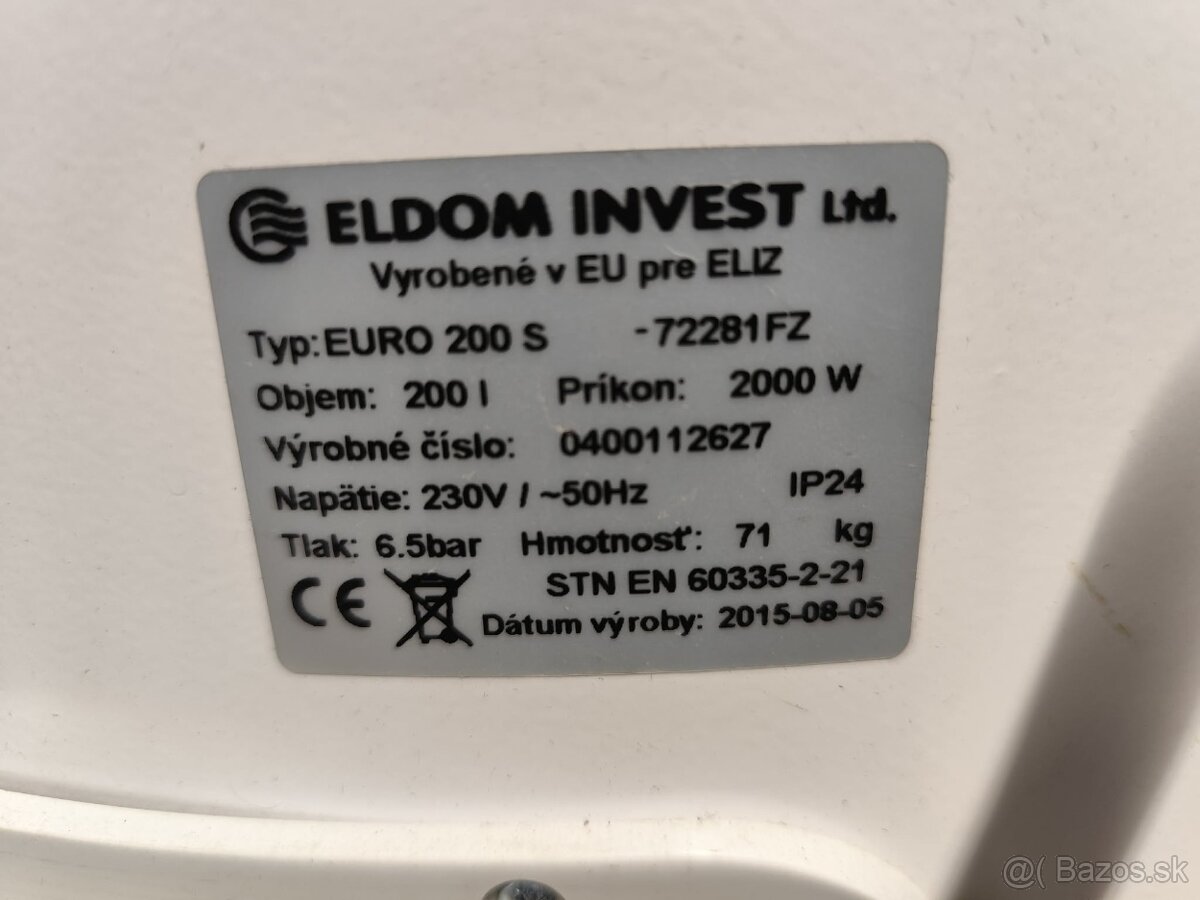 ELDOM INVEST Ltd.
Vyrobené v EU pre ELIZ
Typ: EURO 200 S -72281FZ
Objem: 200 l Príkon: 2000 W
Výrobné číslo: 0400112627
Napätie: 230V / ~50Hz IP24
Tlak: 6.5bar Hmotnosť: 71 kg
STN EN 60335-2-21
CE Dátum výroby: 2015-08-05
@( Bazos.sk